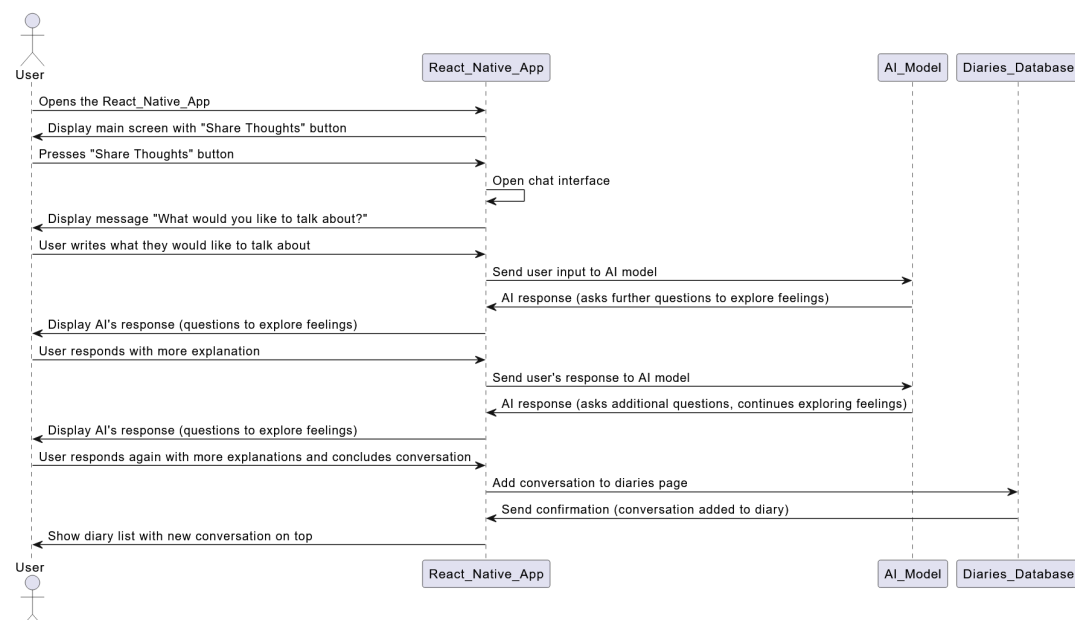 User
React_Native_App
AI_Model
Diaries_Database
Opens the React_Native_App
Display main screen with "Share Thoughts" button
Presses "Share Thoughts" button
Open chat interface
Display message "What would you like to talk about?"
User writes what they would like to talk about
Send user input to AI model
AI response (asks further questions to explore feelings)
Display AI's response (questions to explore feelings)
User responds with more explanation
Send user's response to AI model
AI response (asks additional questions, continues exploring feelings)
Display AI's response (questions to explore feelings)
User responds again with more explanations and concludes conversation
Add conversation to diaries page
Send confirmation (conversation added to diary)
Show diary list with new conversation on top
User
React_Native_App
AI_Model
Diaries_Database